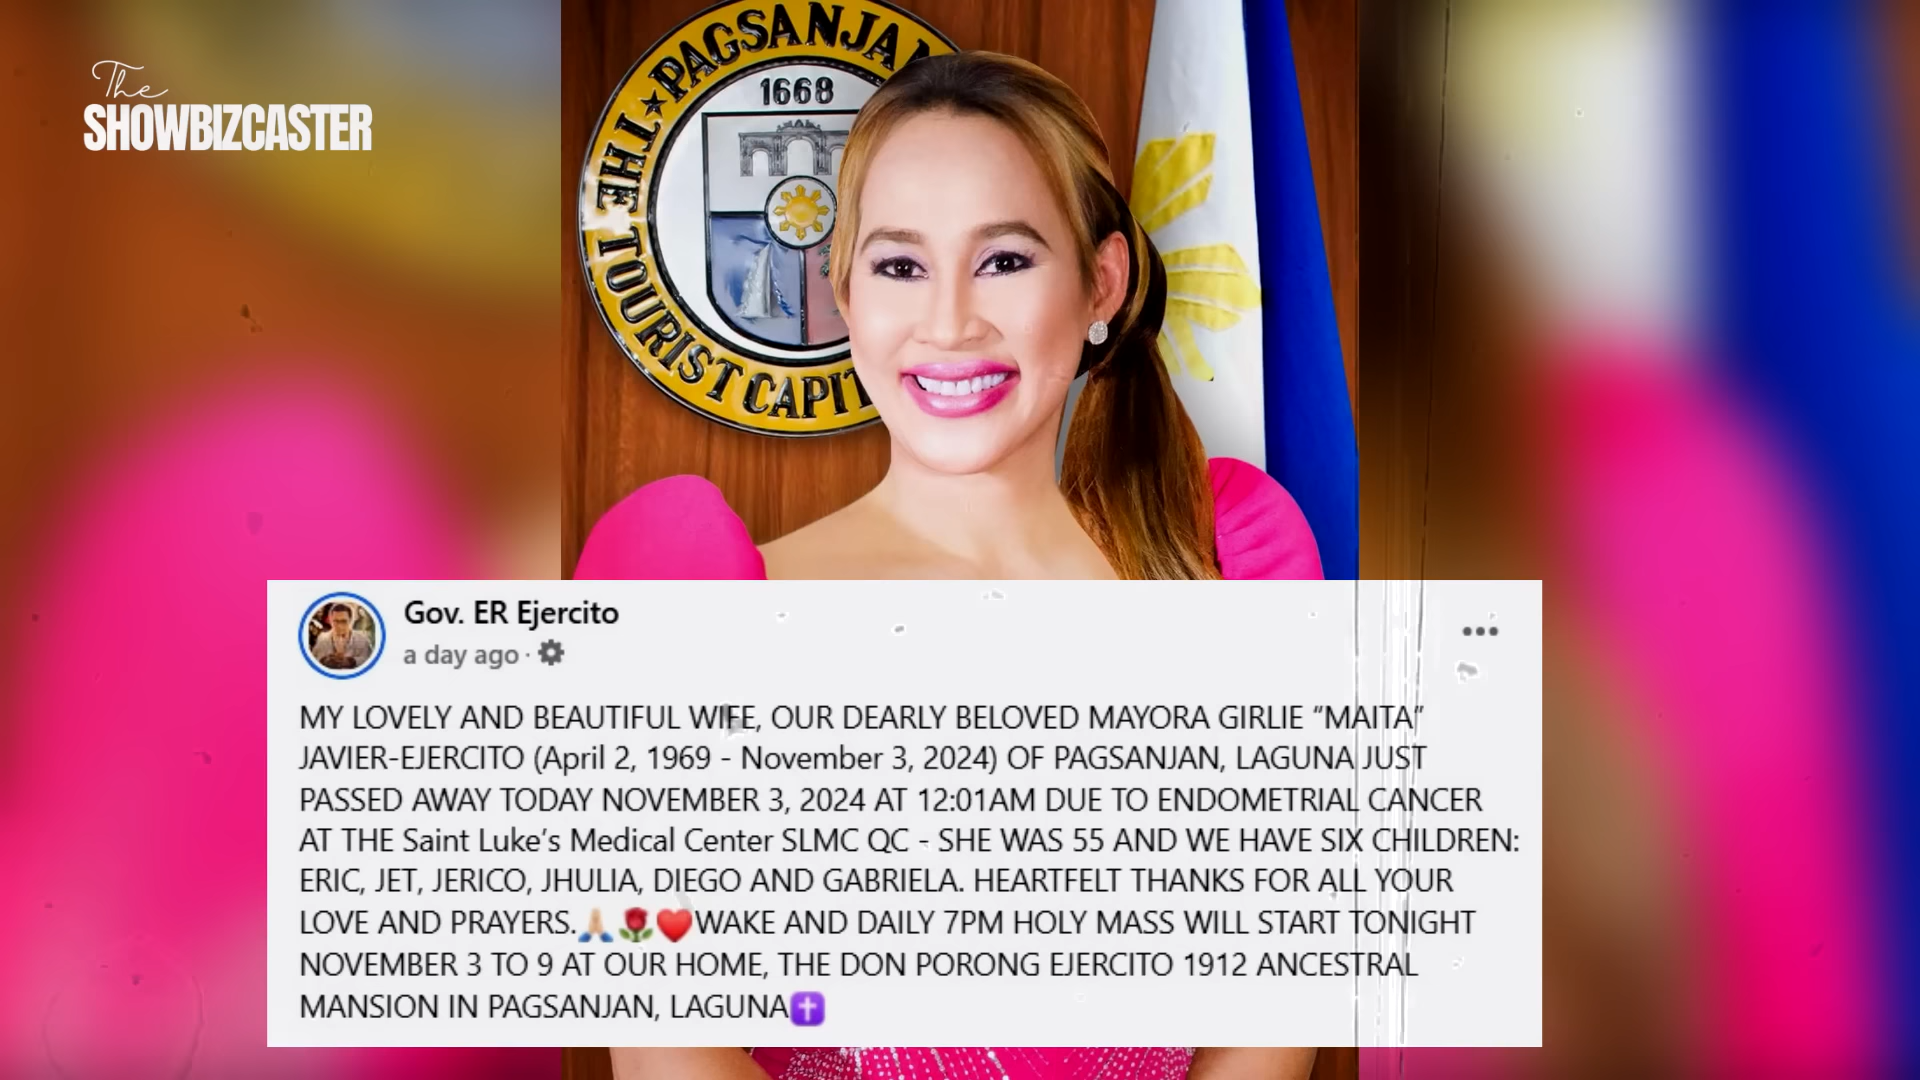 The
SHOWBIZCASTER
THE ★ PAGSANJAN
1668
TOURIST CAPIT
Gov. ER Ejercito
a day ago ·
MY LOVELY AND BEAUTIFUL WIFE, OUR DEARLY BELOVED MAYORA GIRLIE “MAITA”
JAVIER-EJERCITO (April 2, 1969 - November 3, 2024) OF PAGSANJAN, LAGUNA JUST
PASSED AWAY TODAY NOVEMBER 3, 2024 AT 12:01AM DUE TO ENDOMETRIAL CANCER
AT THE Saint Luke’s Medical Center SLMC QC - SHE WAS 55 AND WE HAVE SIX CHILDREN:
ERIC, JET, JERICO, JHULIA, DIEGO AND GABRIELA. HEARTFELT THANKS FOR ALL YOUR
LOVE AND PRAYERS.🙏🏼🌹❤️WAKE AND DAILY 7PM HOLY MASS WILL START TONIGHT
NOVEMBER 3 TO 9 AT OUR HOME, THE DON PORONG EJERCITO 1912 ANCESTRAL
MANSION IN PAGSANJAN, LAGUNA✝️